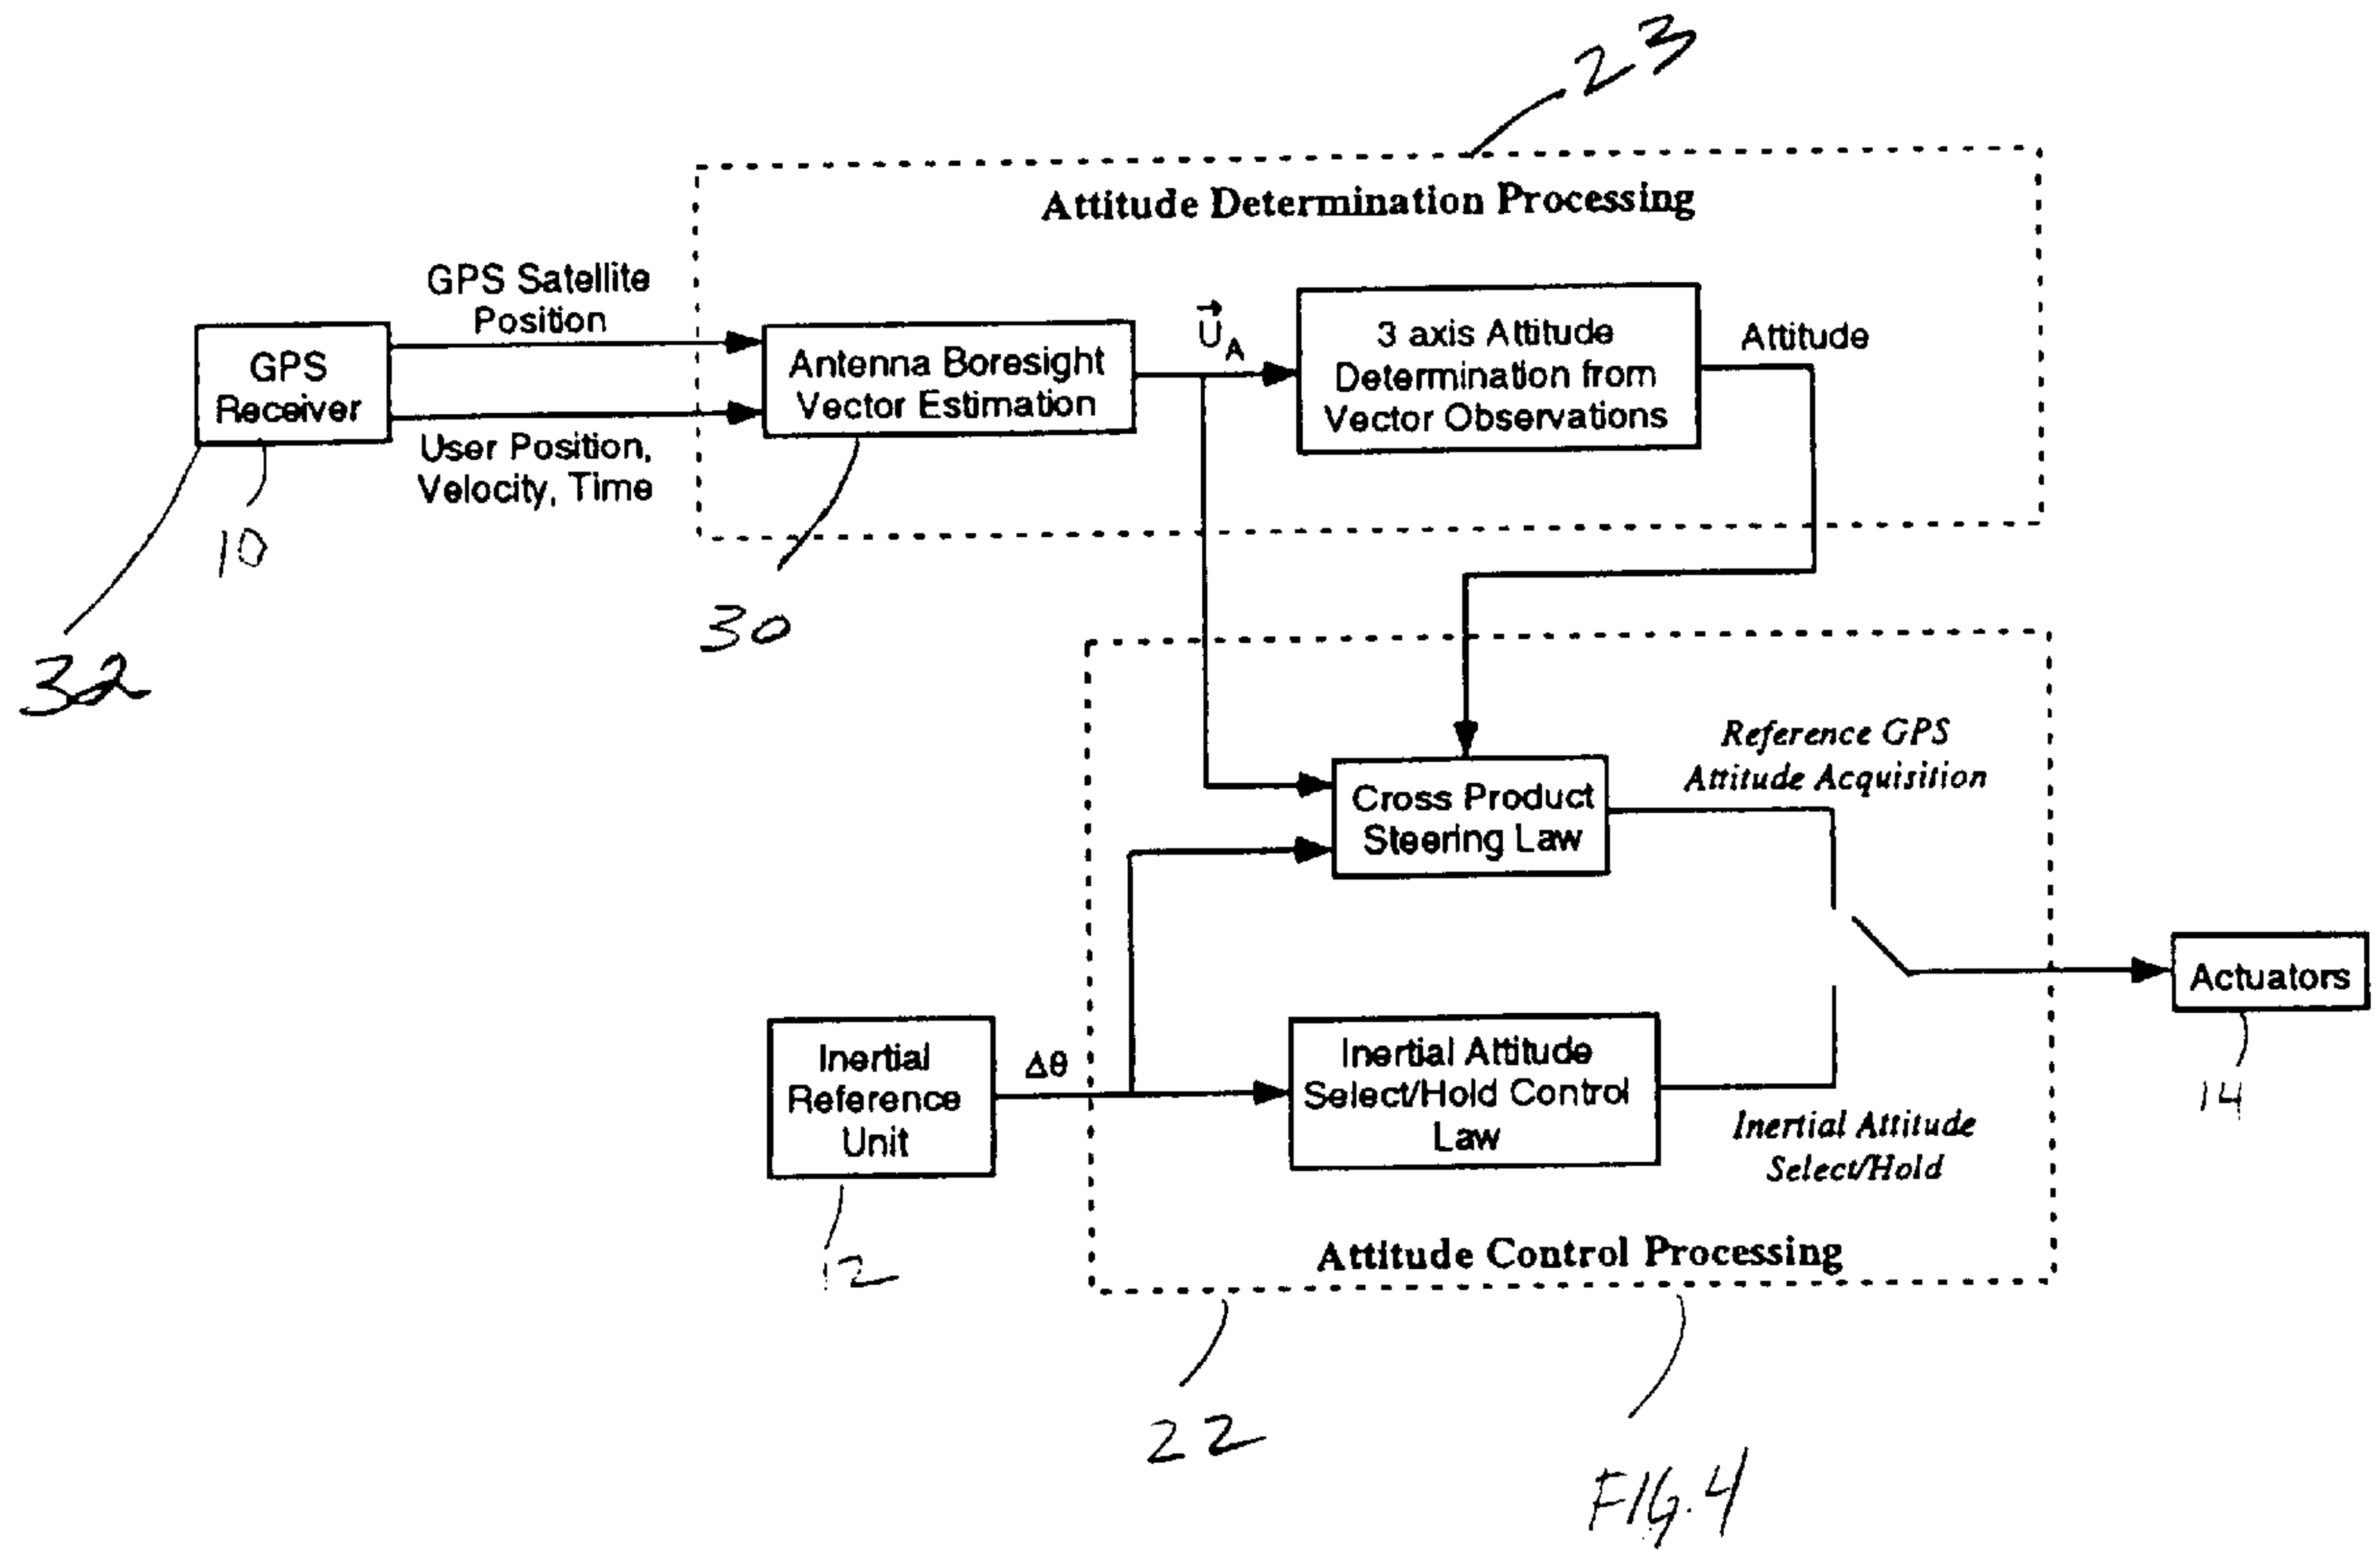 23
Attitude Determination Processing
GPS Satellite
Position
GPS
Receiver
User Position,
Velocity, Time
Antenna Boresight
Vector Estimation
U⃗A
3 axis Attitude
Determination from
Vector Observations
Attitude
10
32
30
Reference GPS
Attitude Acquisition
Cross Product
Steering Law
Actuators
14
Inertial
Reference
Unit
Δθ
Inertial Attitude
Select/Hold Control
Law
Inertial Attitude
Select/Hold
12
Attitude Control Processing
22
FIG. 4